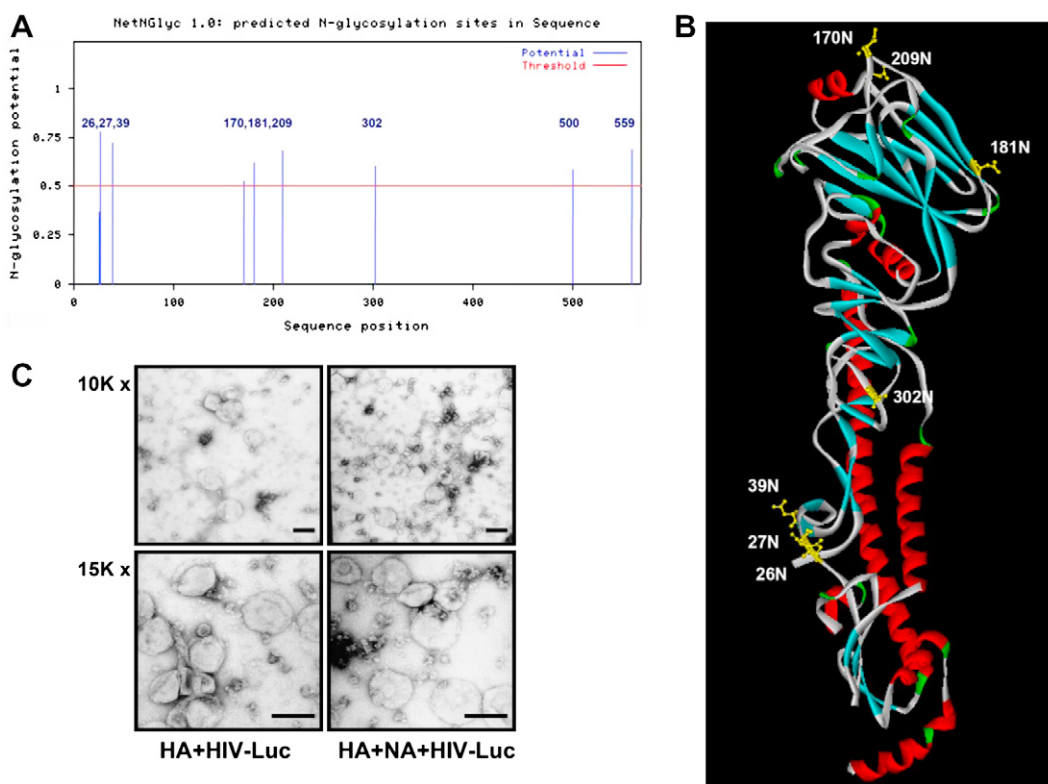 A
NetNGlyc 1.0: predicted N-glycosylation sites in Sequence
Potential
Threshold
N-glycosylation potential
1
0.75
0.5
0.25
0
26,27,39
170,181,209
302
500
559
0
100
200
300
400
500
Sequence position
B
170N
209N
181N
302N
39N
27N
26N
C
10K x
15K x
HA+HIV-Luc
HA+NA+HIV-Luc